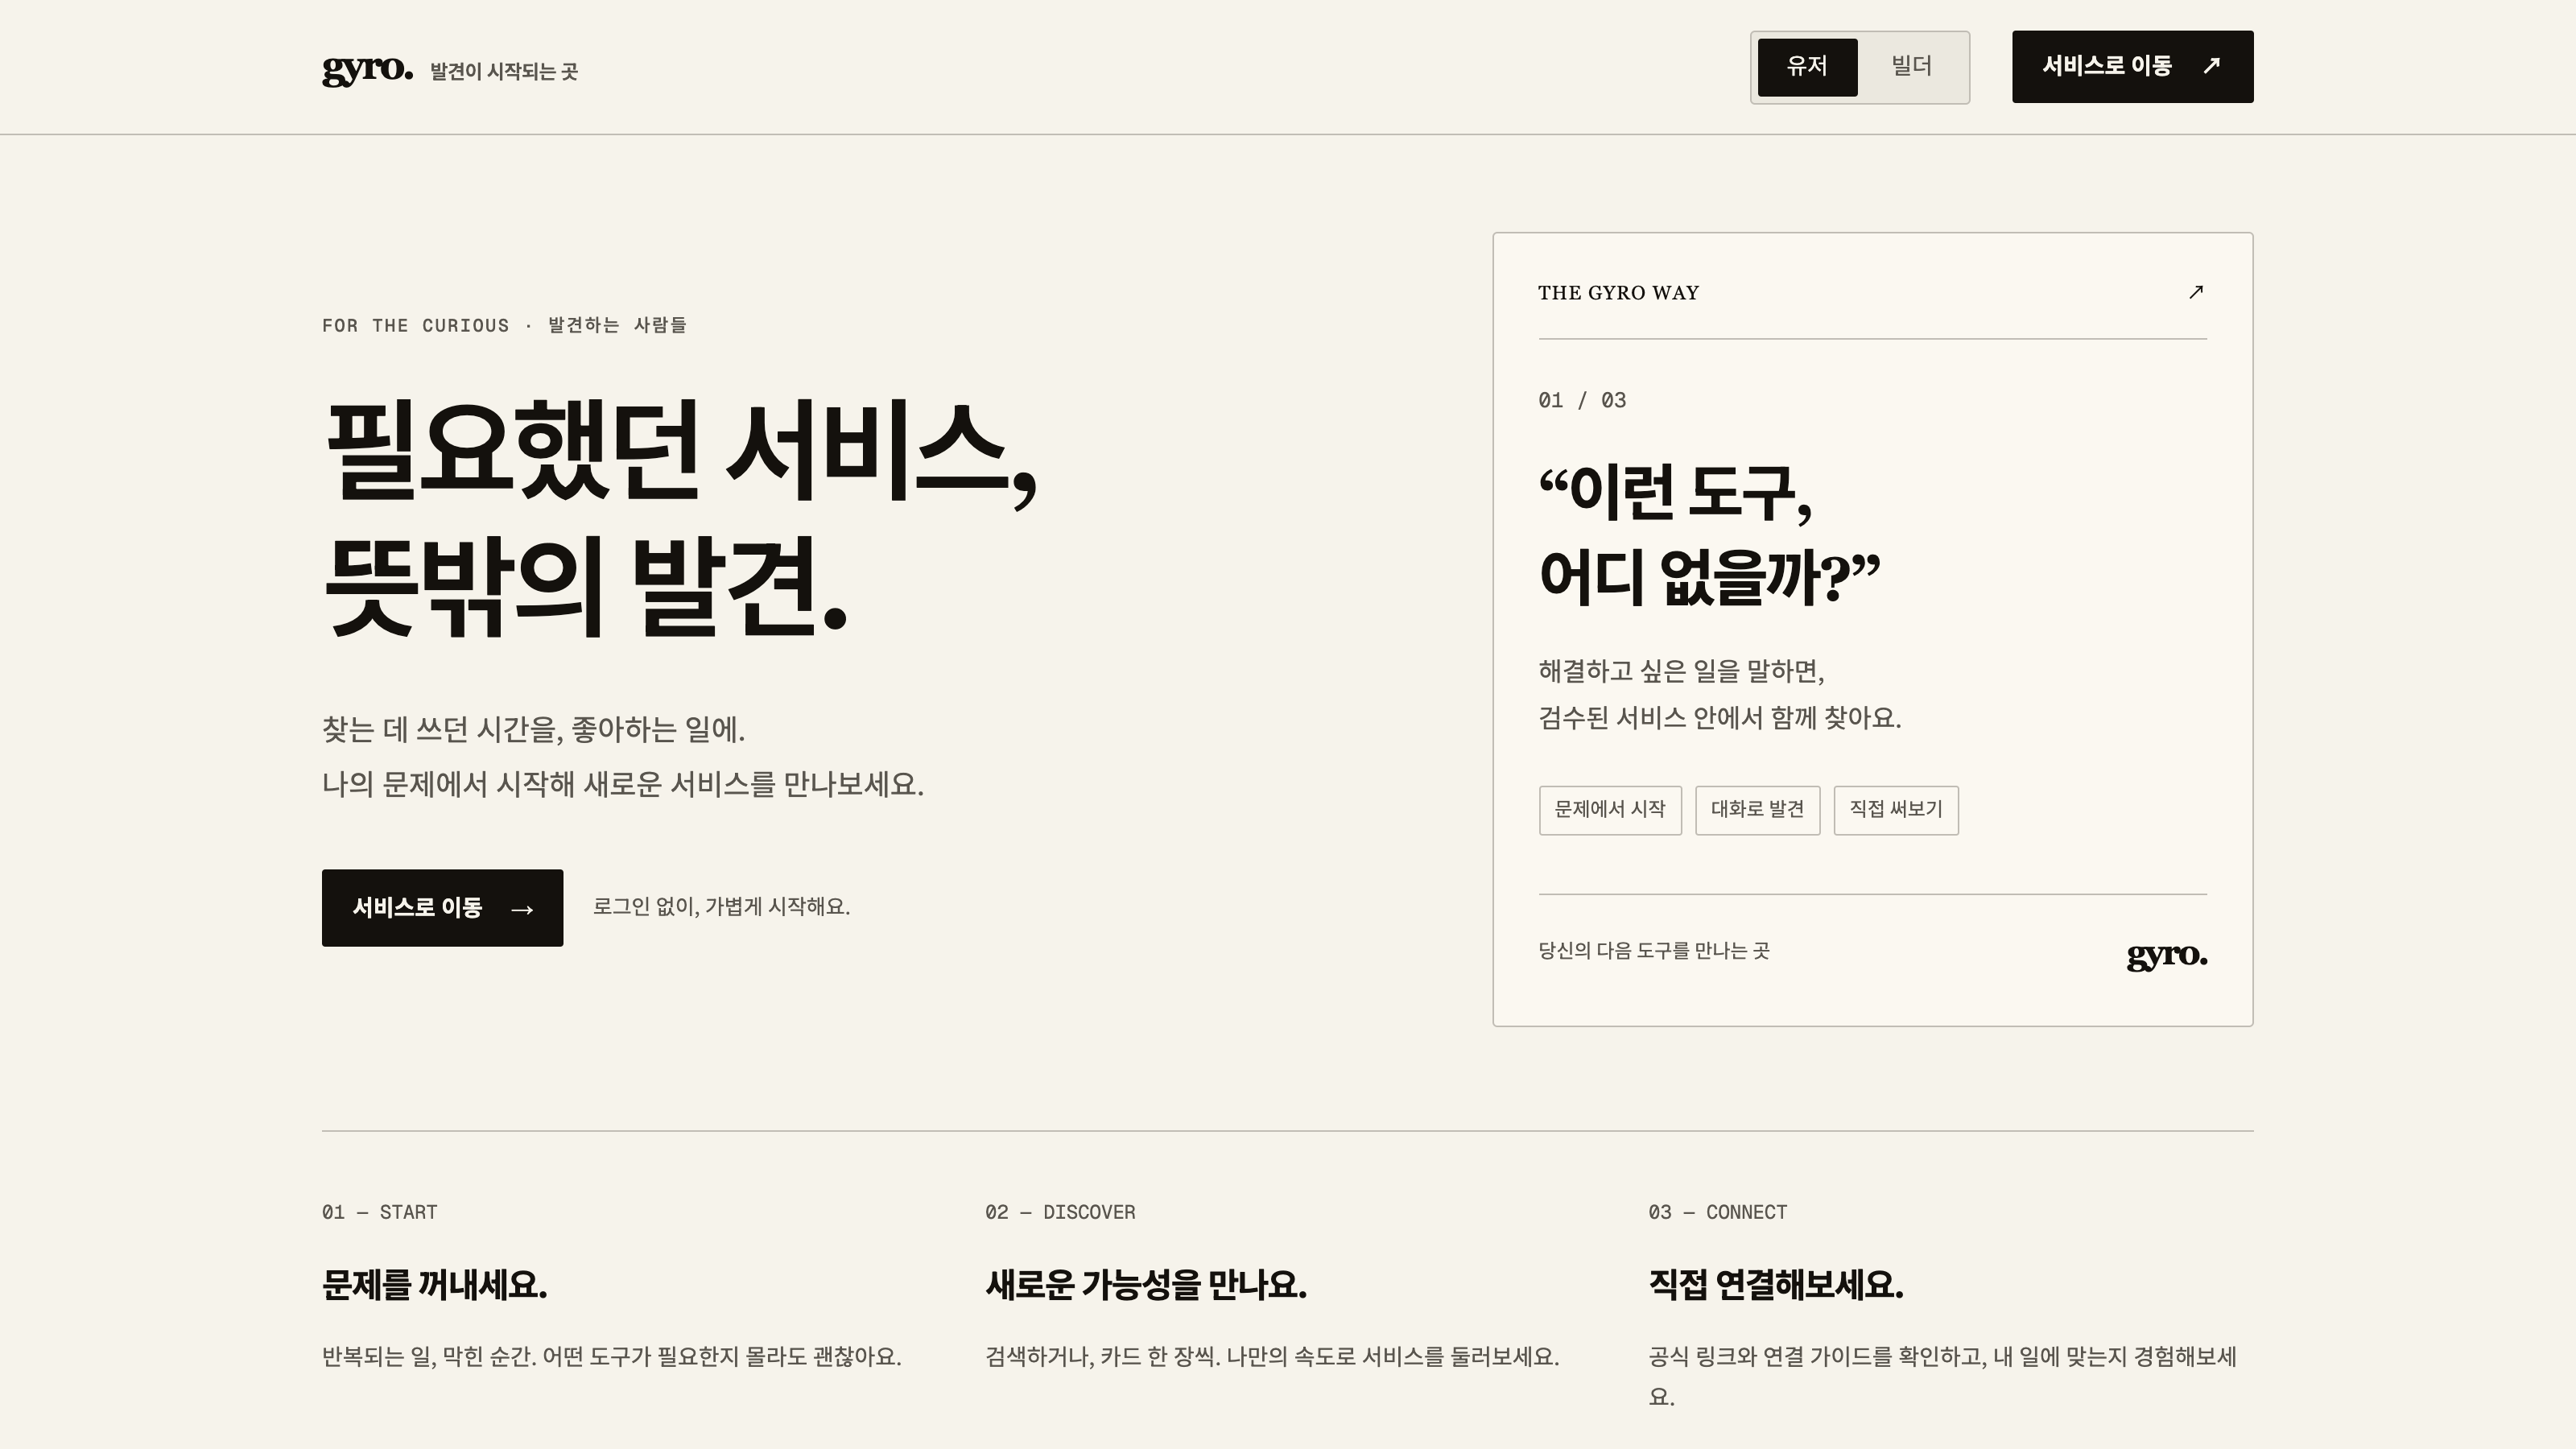 gyro. 발견이 시작되는 곳
유저 빌더
서비스로 이동 ↗
FOR THE CURIOUS · 발견하는 사람들
필요했던 서비스,
뜻밖의 발견.
찾는 데 쓰던 시간을, 좋아하는 일에.
나의 문제에서 시작해 새로운 서비스를 만나보세요.
서비스로 이동 →
로그인 없이, 가볍게 시작해요.
THE GYRO WAY ↗
01 / 03
“이런 도구,
어디 없을까?”
해결하고 싶은 일을 말하면,
검수된 서비스 안에서 함께 찾아요.
문제에서 시작 대화로 발견 직접 써보기
당신의 다음 도구를 만나는 곳 gyro.
01 — START
문제를 꺼내세요.
반복되는 일, 막힌 순간. 어떤 도구가 필요한지 몰라도 괜찮아요.
02 — DISCOVER
새로운 가능성을 만나요.
검색하거나, 카드 한 장씩. 나만의 속도로 서비스를 둘러보세요.
03 — CONNECT
직접 연결해보세요.
공식 링크와 연결 가이드를 확인하고, 내 일에 맞는지 경험해보세
요.